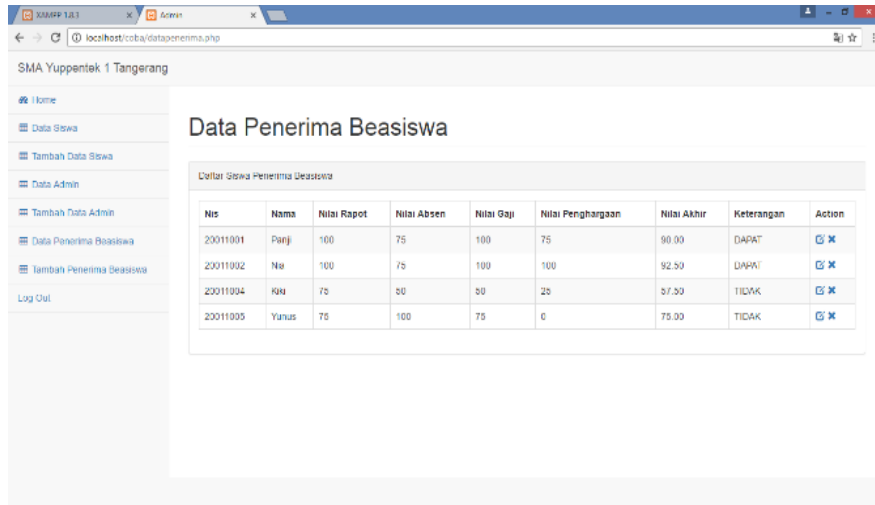 XAMPP 1.8.3
Admin
localhost/coba/datapenerima.php
SMA Yuppentek 1 Tangerang
Home
Data Siswa
Tambah Data Siswa
Data Admin
Tambah Data Admin
Data Penerima Beasiswa
Tambah Penerima Beasiswa
Log Out
Data Penerima Beasiswa
Daftar Siswa Penerima Beasiswa
Nis Nama Nilai Rapot Nilai Absen Nilai Gaji Nilai Penghargaan Nilai Akhir Keterangan Action
20011001 Panji 100 75 100 75 90.00 DAPAT
20011002 Nia 100 75 100 100 92.50 DAPAT
20011004 Kiki 75 50 50 25 57.50 TIDAK
20011005 Yunus 75 100 75 0 75.00 TIDAK